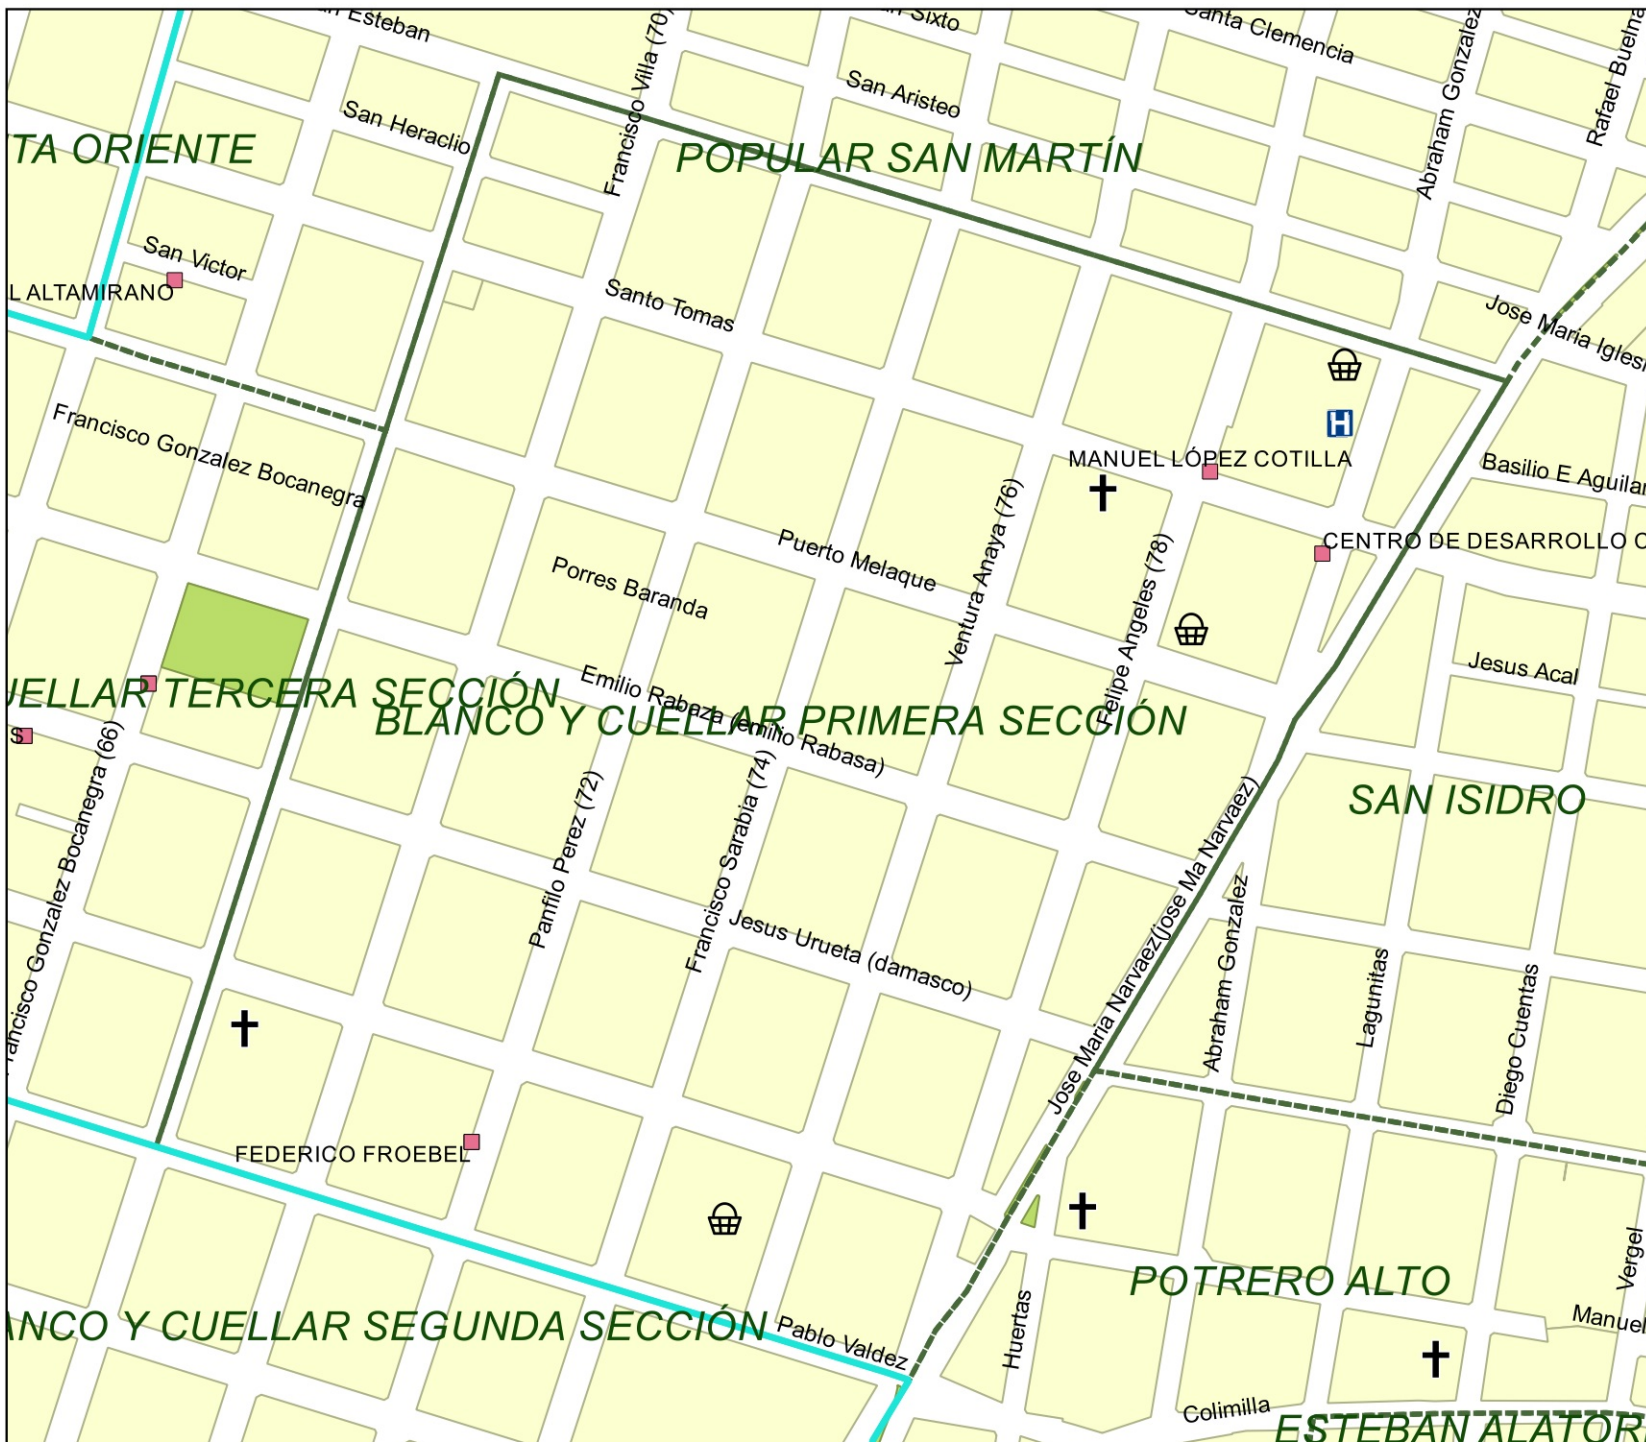 Esteban
Sixto
Santa Clemencia
Francisco Villa (70)
Abraham Gonzalez
San Aristeo
San Heraclio
TA ORIENTE
POPULAR SAN MARTÍN
San Victor
L ALTAMIRANO
Santo Tomas
Jose Maria
Francisco Gonzalez Bocanegra
MANUEL LÓPEZ COTILLA
Basilio E Aguilar
Ventura Anaya (76)
Puerto Melaque
CENTRO DE DESARROLLO
Porres Baranda
Felipe Angeles (78)
Jesus Acal
UELLAR TERCERA SECCIÓN
Emilio Rabaza (emilio Rabasa)
BLANCO Y CUELLAR PRIMERA SECCIÓN
S
Francisco Gonzalez Bocanegra (66)
Panfilo Perez (72)
Francisco Sarabia (74)
SAN ISIDRO
Jose Maria Narvaez(jose Ma Narvaez)
Jesus Urueta (damasco)
Abraham Gonzalez
Lagunitas
Diego Cuentas
FEDERICO FROEBEL
H
POTRERO ALTO
Vergel
ANCO Y CUELLAR SEGUNDA SECCIÓN
Pablo Valdez
Huertas
Manuel
Colimilla
ESTEBAN ALATOR